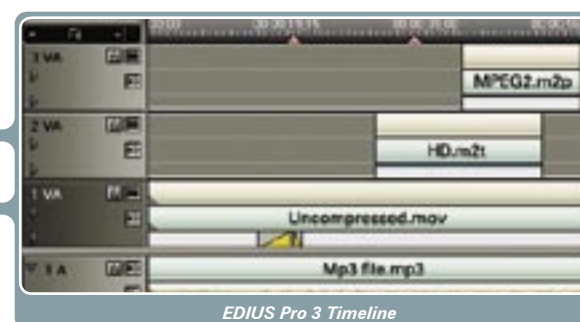 3 VA
MPEG2.m2p
2 VA
HD.m2t
1 VA
Uncompressed.mov
1 A
Mp3 file.mp3
EDIUS Pro 3 Timeline